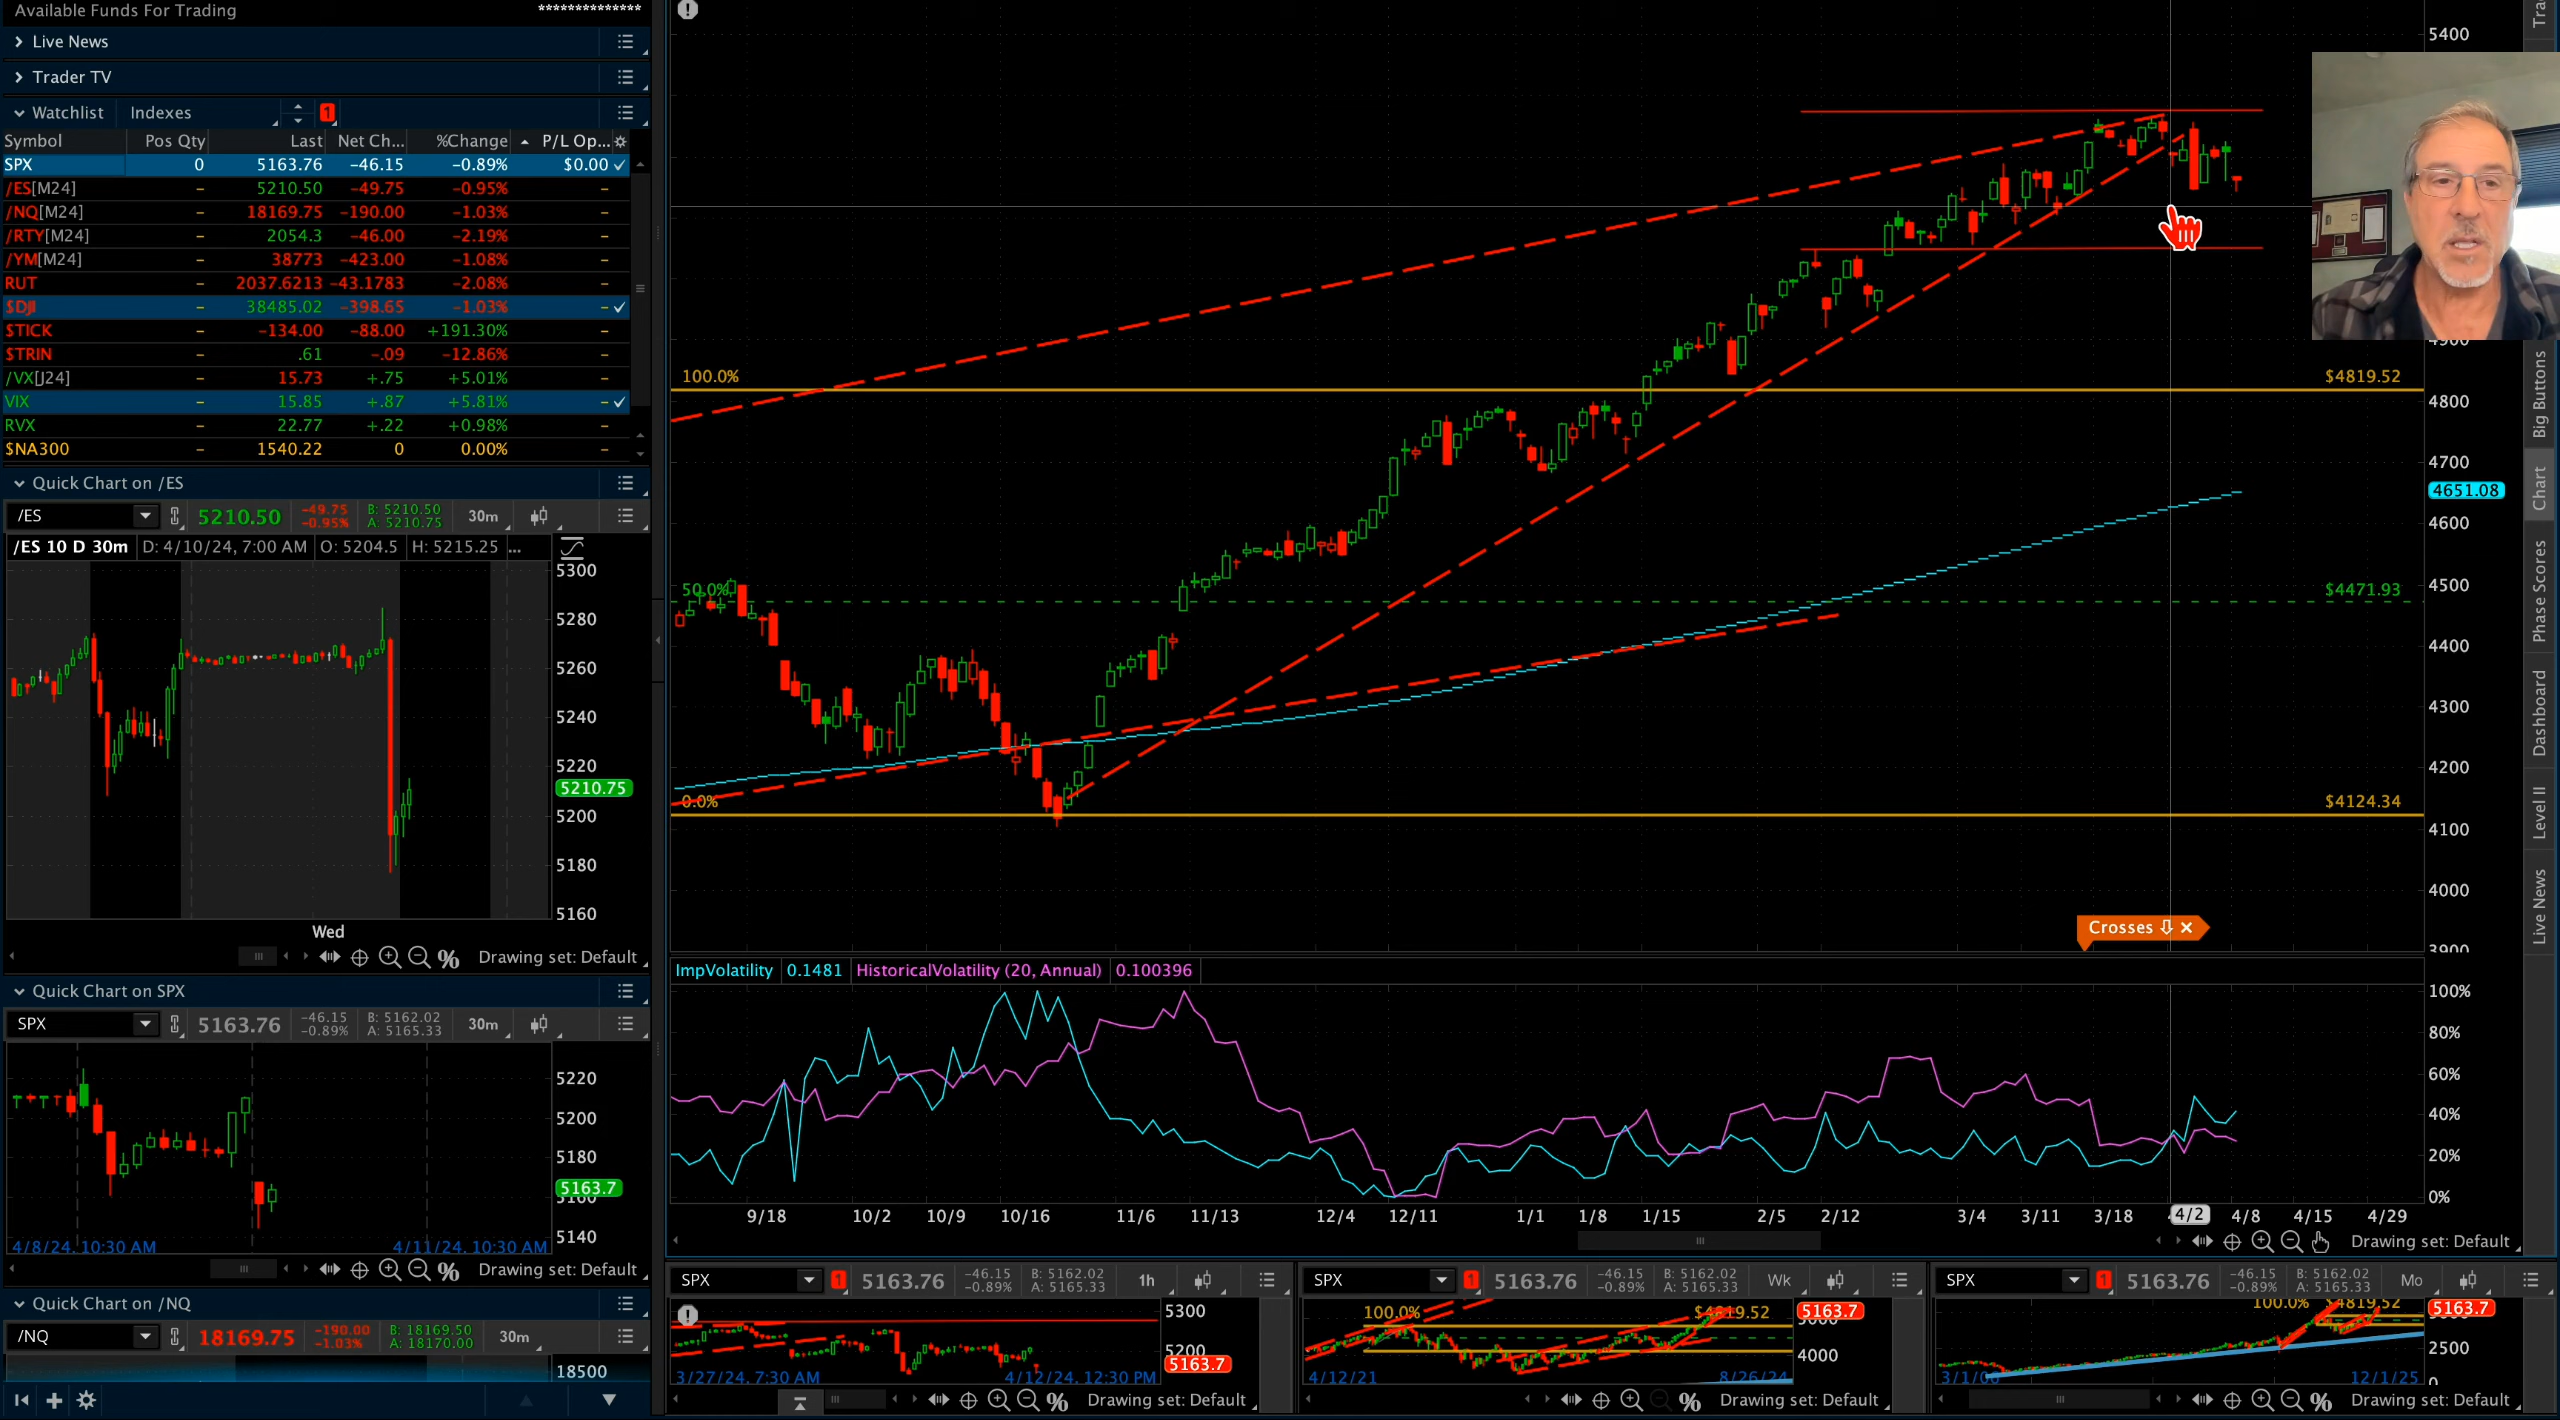 Available Funds For Trading **************
Live News
Trader TV
Watchlist Indexes 1
Symbol Pos Qty Last Net Ch... %Change P/L Op...
SPX 0 5163.76 -46.15 -0.89% $0.00
/ES[M24] – 5210.50 -49.75 -0.95% –
/NQ[M24] – 18169.75 -190.00 -1.03% –
/RTY[M24] – 2054.3 -46.00 -2.19% –
/YM[M24] – 38773 -423.00 -1.08% –
RUT – 2037.6213 -43.1783 -2.08% –
$DJI – 38485.02 -398.65 -1.03% –
$TICK – -134.00 -88.00 +191.30% –
$TRIN – .61 -.09 -12.86% –
/VX[J24] – 15.73 +.75 +5.01% –
VIX – 15.85 +.87 +5.81% –
RVX – 22.77 +.22 +0.98% –
$NA300 – 1540.22 0 0.00% –
Quick Chart on /ES
/ES 5210.50 -49.75 -0.95% B: 5210.50 A: 5210.75 30m
/ES 10 D 30m D: 4/10/24, 7:00 AM O: 5204.5 H: 5215.25 ...
5300
5280
5260
5240
5220
5210.75
5200
5180
5160
Wed
Drawing set: Default
Quick Chart on SPX
SPX 5163.76 -46.15 -0.89% B: 5162.02 A: 5165.33 30m
5220
5200
5180
5163.7
5160
5140
4/8/24, 10:30 AM 4/11/24, 10:30 AM
Drawing set: Default
Quick Chart on /NQ
/NQ 18169.75 -190.00 -1.03% B: 18169.50 A: 18170.00 30m
18500
5400
4900
100.0% $4819.52
4800
4700
4651.08
4600
50.0% $4471.93
4500
4400
4300
4200
0.0% $4124.34
4100
4000
3900
Crosses
ImpVolatility 0.1481 HistoricalVolatility (20, Annual) 0.100396
100%
80%
60%
40%
20%
0%
9/18 10/2 10/9 10/16 11/6 11/13 12/4 12/11 1/1 1/8 1/15 2/5 2/12 3/4 3/11 3/18 4/2 4/8 4/15 4/29
Drawing set: Default
SPX 1 5163.76 -46.15 -0.89% B: 5162.02 A: 5165.33 1h
5300
5200
5163.7
3/27/24, 7:30 AM 4/12/24, 12:30 PM
Drawing set: Default
SPX 1 5163.76 -46.15 -0.89% B: 5162.02 A: 5165.33 Wk
100.0% $4819.52 5163.7
4000
4/12/21 8/26/24
Drawing set: Default
SPX 1 5163.76 -46.15 -0.89% B: 5162.02 A: 5165.33 Mo
100.0% $4819.52 5163.7
2500
0
12/1/25
Drawing set: Default
Tra
Big Buttons
Chart
Phase Scores
Dashboard
Level II
Live News